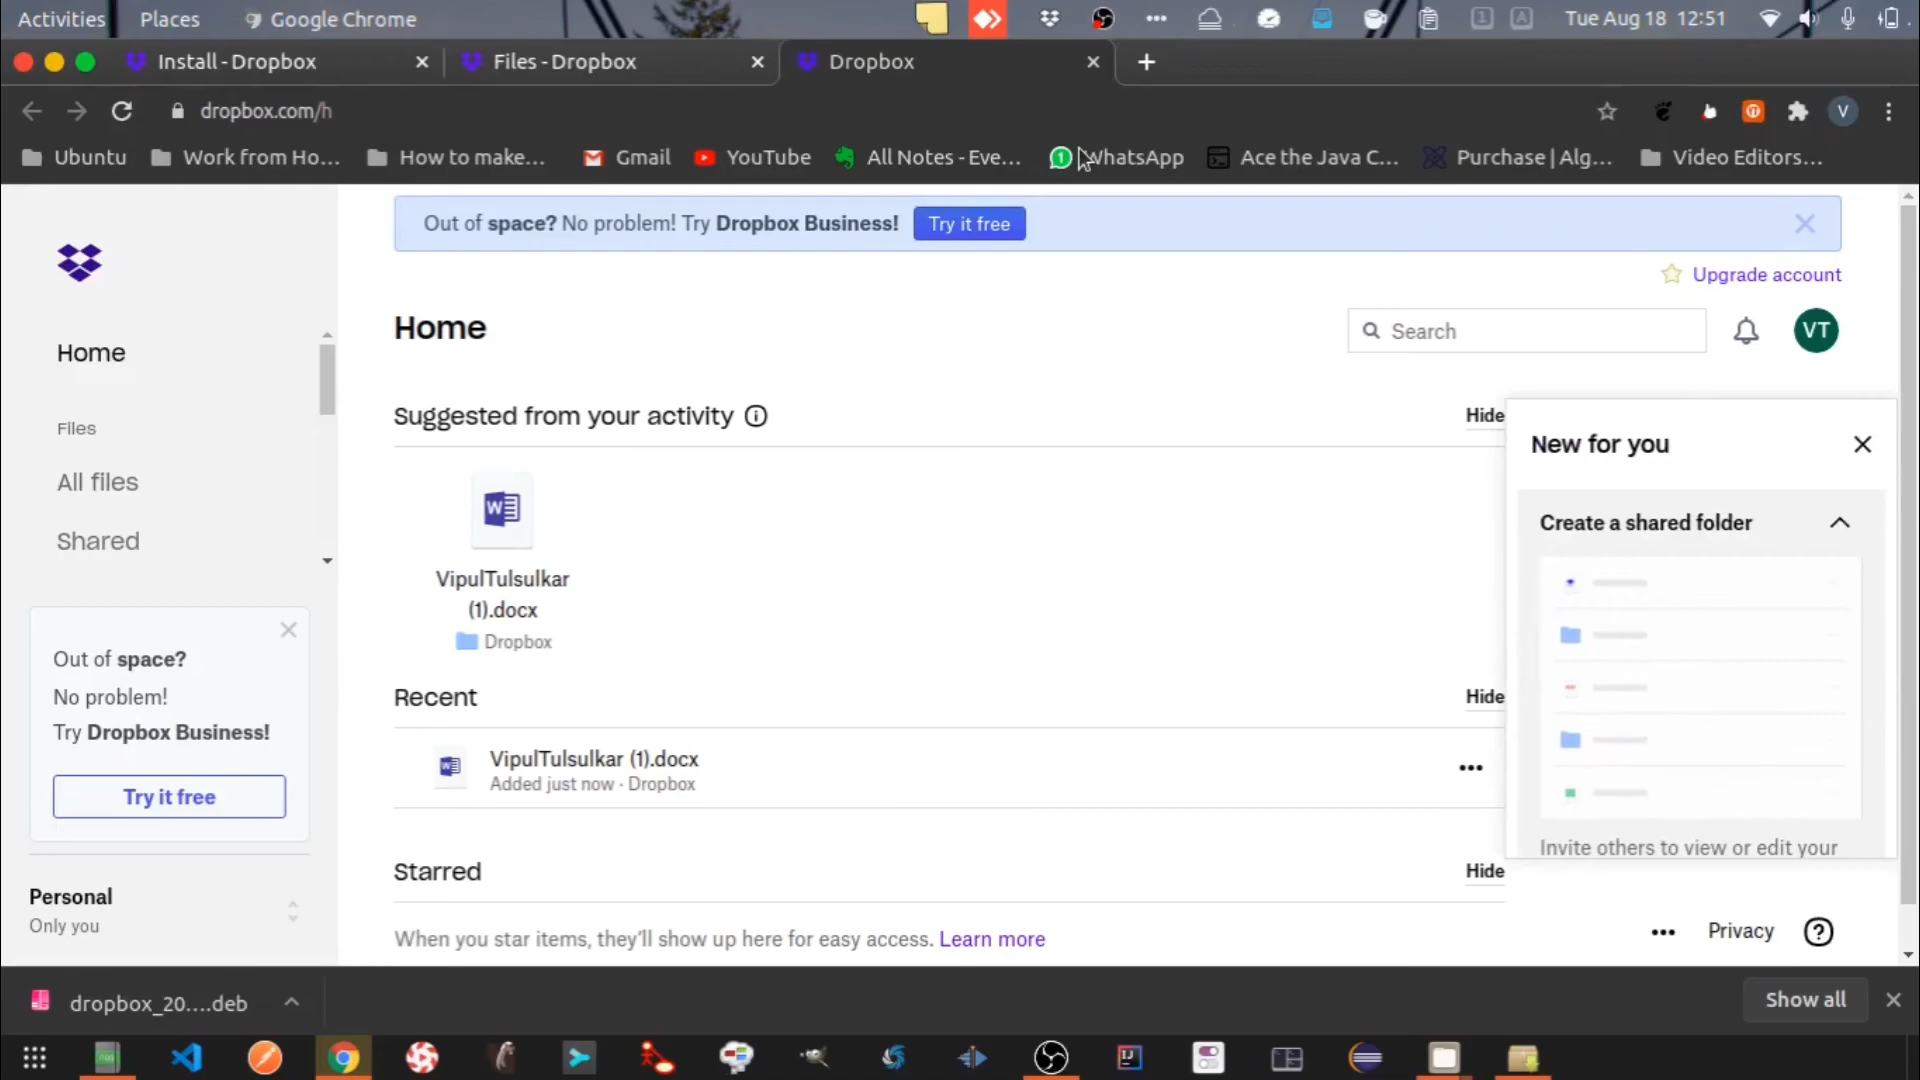 Activities Places Google Chrome 1 A Tue Aug 18 12:51
Install - Dropbox Files - Dropbox Dropbox
dropbox.com/h V
Ubuntu Work from Ho... How to make... Gmail YouTube All Notes - Eve... 1 WhatsApp Ace the Java C... Purchase | Alg... Video Editors...
Out of space? No problem! Try Dropbox Business! Try it free
Upgrade account
Home
Search
VT
Home
Files
All files
Shared
Out of space?
No problem!
Try Dropbox Business!
Try it free
Personal
Only you
Suggested from your activity
Hide
W
VipulTulsulkar
(1).docx
Dropbox
Recent
Hide
W
VipulTulsulkar (1).docx
Added just now · Dropbox
Starred
Hide
When you star items, they'll show up here for easy access. Learn more
New for you
Create a shared folder
Invite others to view or edit your
Privacy
dropbox_20....deb
Show all